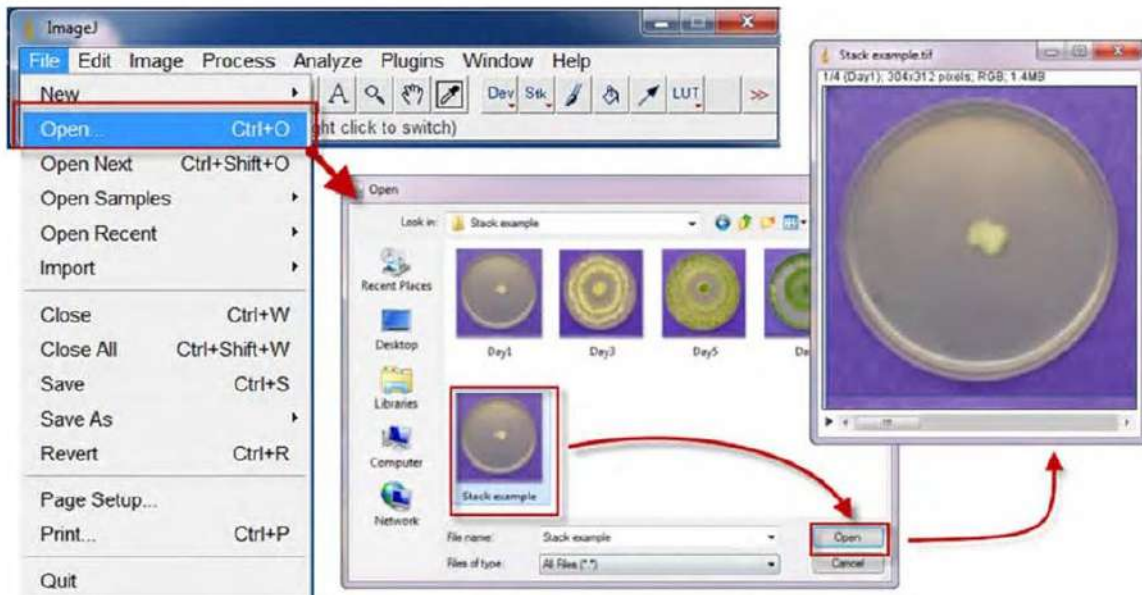 ImageJ
File Edit Image Process Analyze Plugins Window Help
New
A Dev Stk LUT >>
Open... Ctrl+O
ght click to switch)
Open Next Ctrl+Shift+O
Open Samples
Open Recent
Import
Close Ctrl+W
Close All Ctrl+Shift+W
Save Ctrl+S
Save As
Revert Ctrl+R
Page Setup...
Print... Ctrl+P
Quit
Open
Look in: Stack example
Recent Places
Desktop
Libraries
Computer
Network
Day1 Day3 Day5 Da
Stack example
File name: Stack example Open
Files of type: All Files (*.*) Cancel
Stack example.tif
1/4 (Day1); 304x312 pixels; RGB; 1.4MB